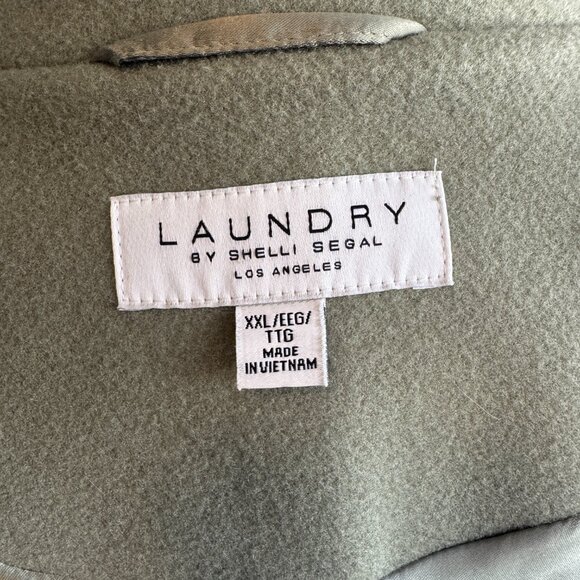 LAUNDRY
BY SHELLI SEGAL
LOS ANGELES
XXL/EEG/
TTG
MADE
IN VIETNAM